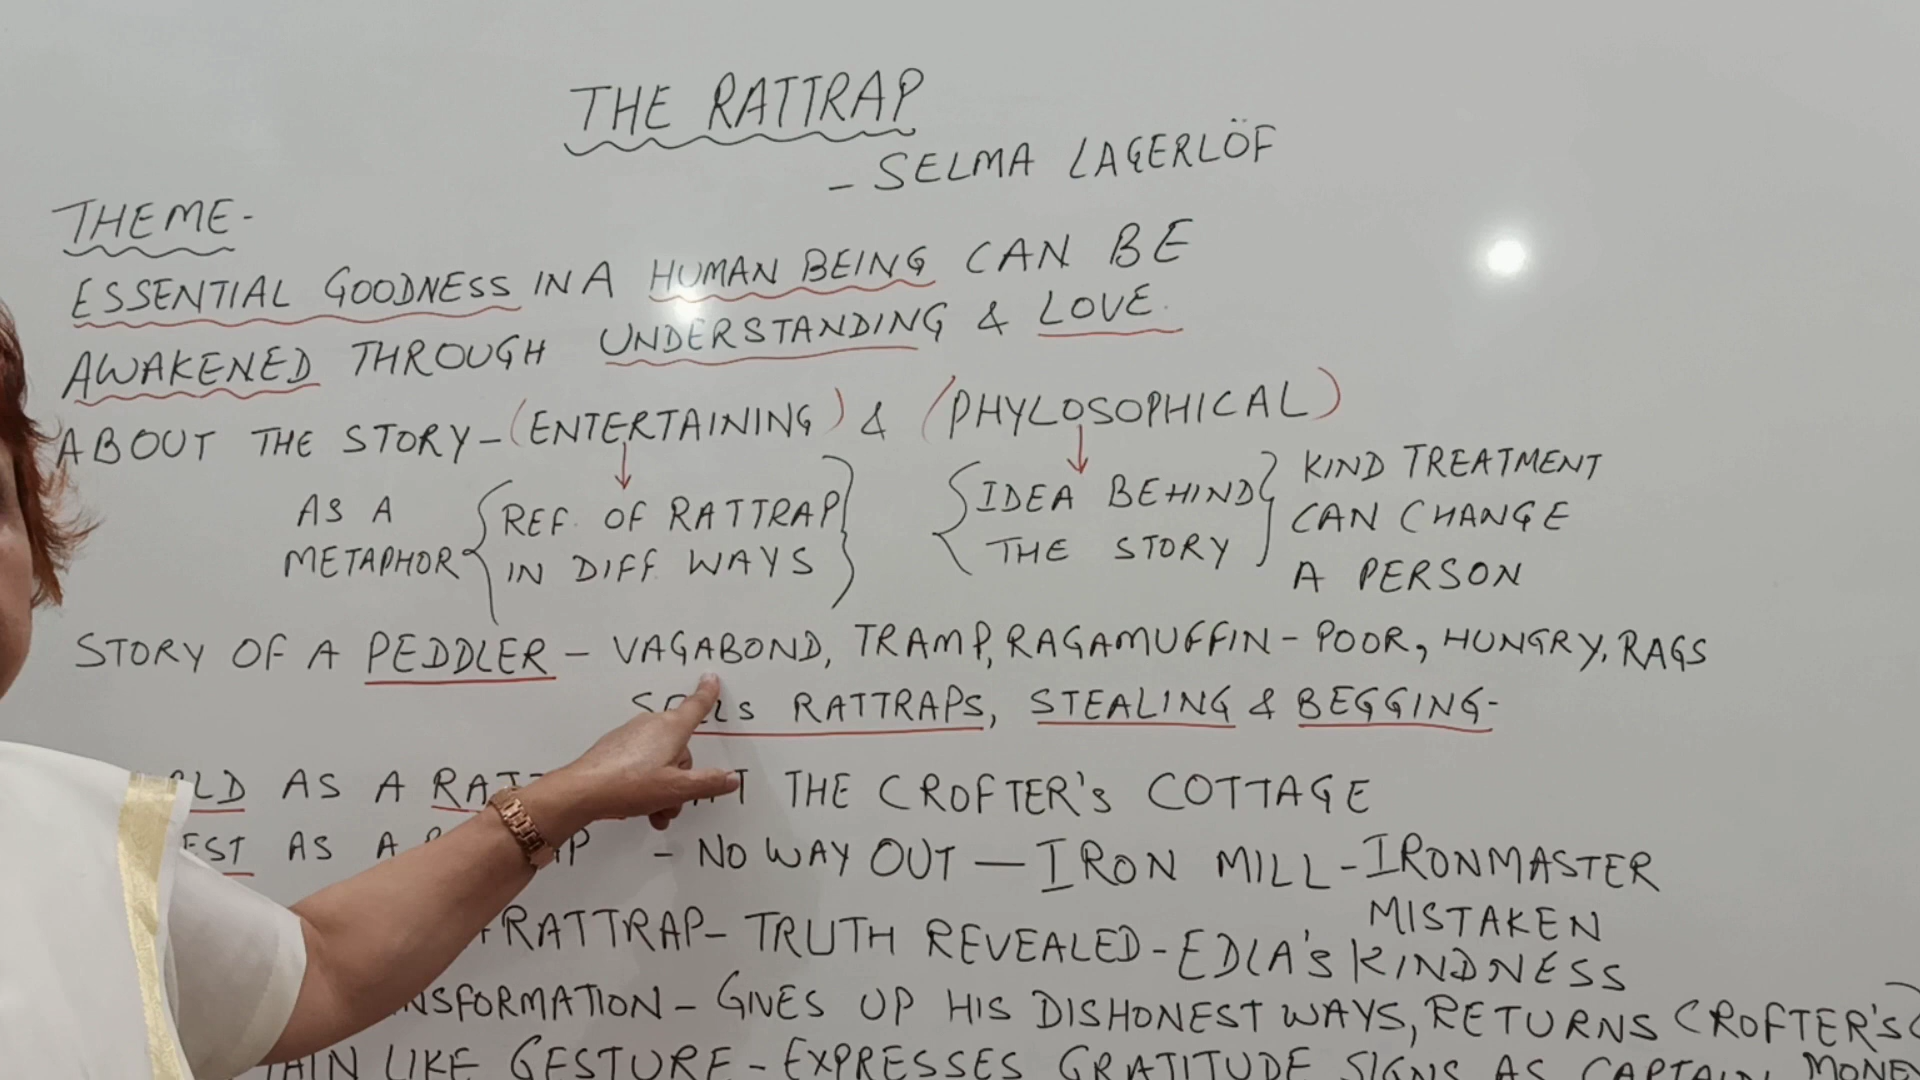 THE RATTRAP
- SELMA LAGERLÖF
THEME-
ESSENTIAL GOODNESS IN A HUMAN BEING CAN BE
AWAKENED THROUGH UNDERSTANDING & LOVE.
ABOUT THE STORY - (ENTERTAINING) & (PHYLOSOPHICAL)
AS A METAPHOR { REF. OF RATTRAP IN DIFF WAYS }
{ IDEA BEHIND THE STORY } KIND TREATMENT CAN CHANGE A PERSON
STORY OF A PEDDLER - VAGABOND, TRAMP, RAGAMUFFIN - POOR, HUNGRY, RAGS
SELLS RATTRAPS, STEALING & BEGGING-
AS A THE CROFTER'S COTTAGE
AS A - NO WAY OUT - IRON MILL - IRONMASTER
MISTAKEN
RATTRAP - TRUTH REVEALED - EDLA'S KINDNESS
- GIVES UP HIS DISHONEST WAYS, RETURNS CROFTER'S
LIKE GESTURE - EXPRESSES GRATITUDE SIGNS AS CAPTAIN